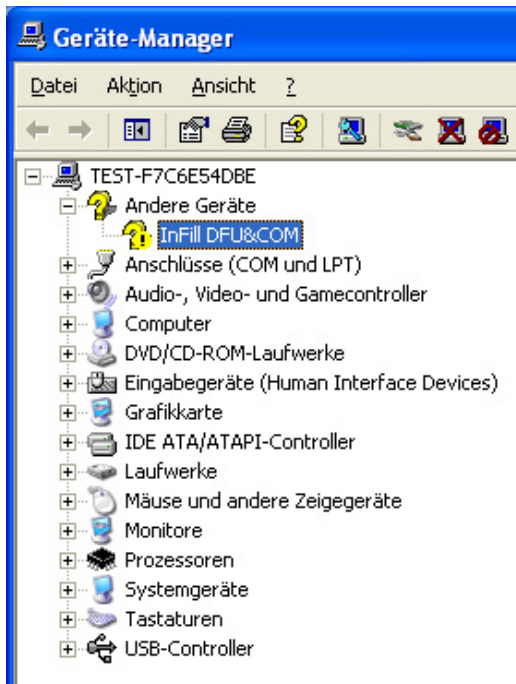 Geräte-Manager
Datei Aktion Ansicht ?
TEST-F7C6E54DBE
Andere Geräte
InFill DFU&COM
Anschlüsse (COM und LPT)
Audio-, Video- und Gamecontroller
Computer
DVD/CD-ROM-Laufwerke
Eingabegeräte (Human Interface Devices)
Grafikkarte
IDE ATA/ATAPI-Controller
Laufwerke
Mäuse und andere Zeigegeräte
Monitore
Prozessoren
Systemgeräte
Tastaturen
USB-Controller